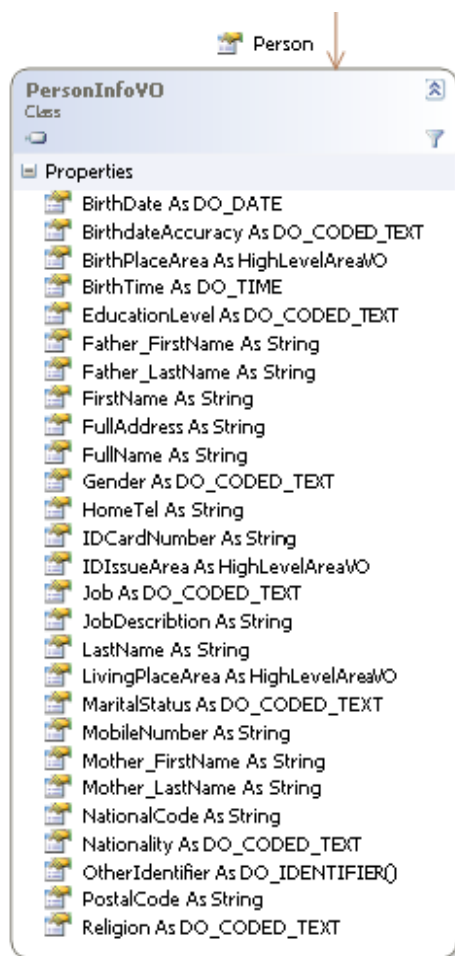 Person
PersonInfoVO
Class
Properties
BirthDate As DO_DATE
BirthdateAccuracy As DO_CODED_TEXT
BirthPlaceArea As HighLevelAreaVO
BirthTime As DO_TIME
EducationLevel As DO_CODED_TEXT
Father_FirstName As String
Father_LastName As String
FirstName As String
FullAddress As String
FullName As String
Gender As DO_CODED_TEXT
HomeTel As String
IDCardNumber As String
IDIssueArea As HighLevelAreaVO
Job As DO_CODED_TEXT
JobDescribtion As String
LastName As String
LivingPlaceArea As HighLevelAreaVO
MaritalStatus As DO_CODED_TEXT
MobileNumber As String
Mother_FirstName As String
Mother_LastName As String
NationalCode As String
Nationality As DO_CODED_TEXT
OtherIdentifier As DO_IDENTIFIER()
PostalCode As String
Religion As DO_CODED_TEXT